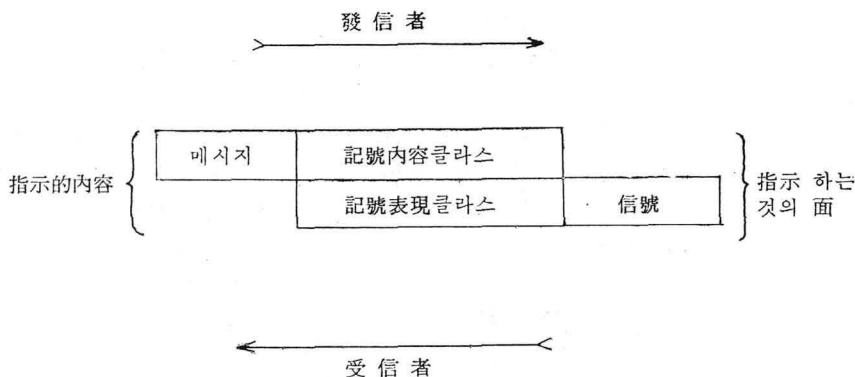 發信者
메시지 記號內容클라스
指示的內容
指示 하는
것의 面
記號表現클라스 信號
受信者